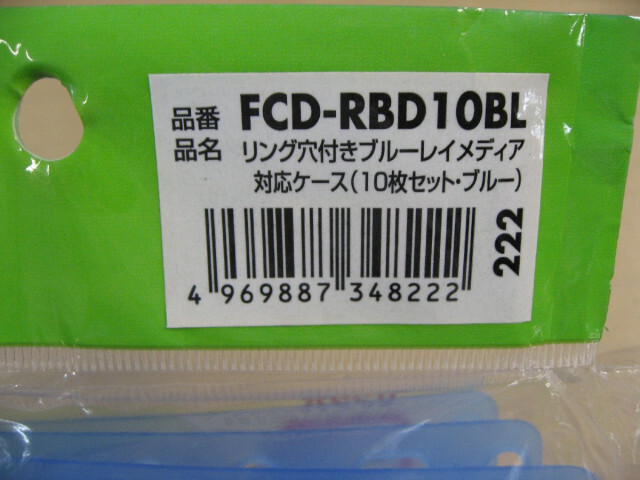 品番 FCD-RBD10BL
品名 リング穴付きブルーレイメディア
対応ケース(10枚セット・ブルー)
222
4 969887 348222